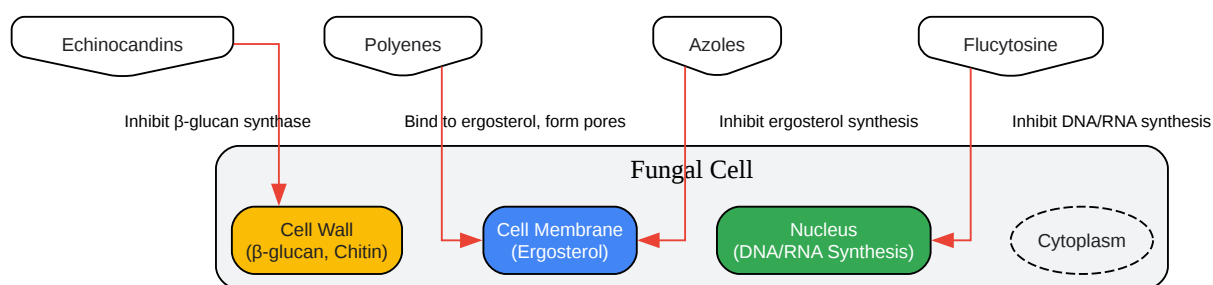 Echinocandins
Polyenes
Azoles
Flucytosine
Inhibit β-glucan synthase
Bind to ergosterol, form pores
Inhibit ergosterol synthesis
Inhibit DNA/RNA synthesis
Fungal Cell
Cell Wall
(β-glucan, Chitin)
Cell Membrane
(Ergosterol)
Nucleus
(DNA/RNA Synthesis)
Cytoplasm